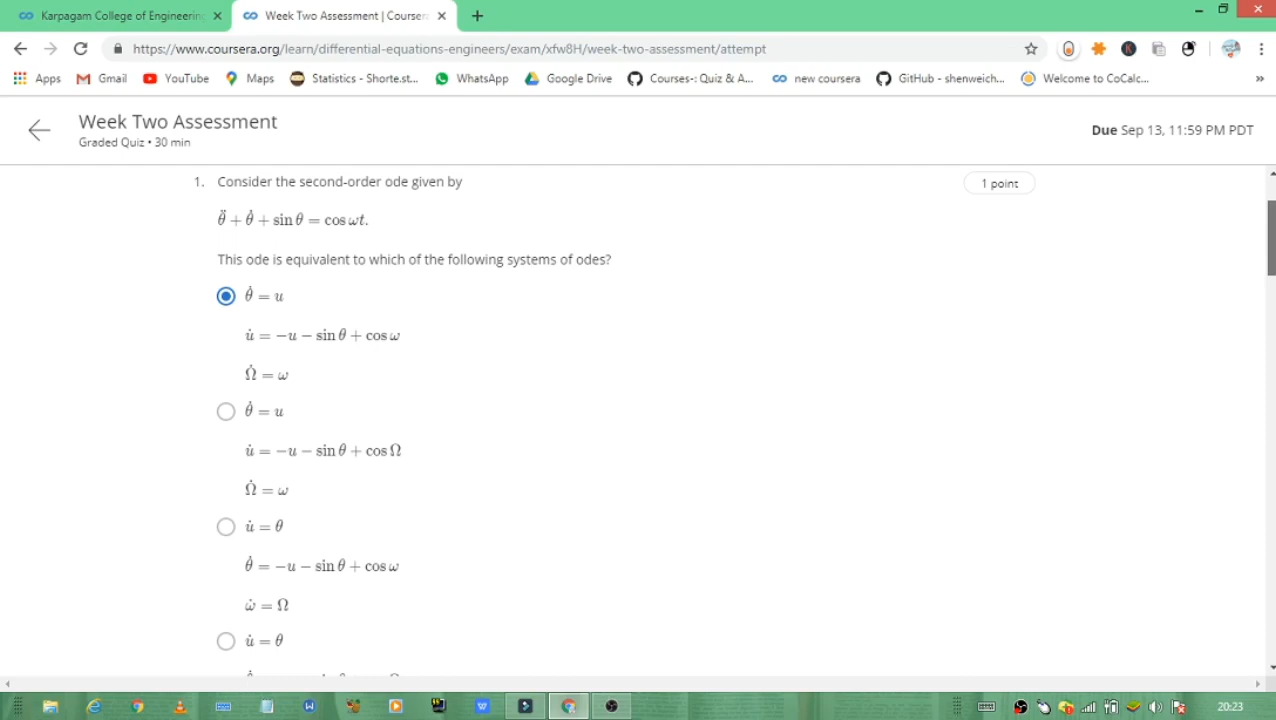 Karpagam College of Engineering
Week Two Assessment | Courser
https://www.coursera.org/learn/differential-equations-engineers/exam/xfw8H/week-two-assessment/attempt
Apps Gmail YouTube Maps Statistics - Shorte.st... WhatsApp Google Drive Courses-: Quiz & A... new coursera GitHub - shenweich... Welcome to CoCalc... »
Week Two Assessment
Graded Quiz • 30 min
Due Sep 13, 11:59 PM PDT
1. Consider the second-order ode given by
1 point
θ̈ + θ̇ + sin θ = cos ωt.
This ode is equivalent to which of the following systems of odes?
θ̇ = u
u̇ = −u − sin θ + cos ω
Ω̇ = ω
θ̇ = u
u̇ = −u − sin θ + cos Ω
Ω̇ = ω
u̇ = θ
θ̇ = −u − sin θ + cos ω
ω̇ = Ω
u̇ = θ
20:23